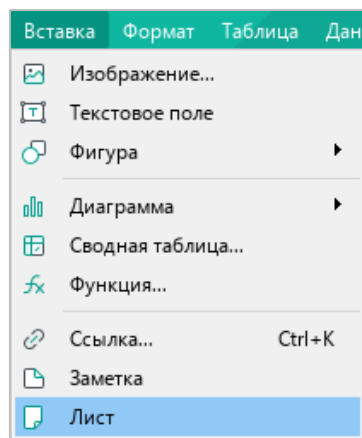 Вставка Формат Таблица Дан
Изображение...
Текстовое поле
Фигура
Диаграмма
Сводная таблица...
Функция...
Ссылка... Ctrl+K
Заметка
Лист